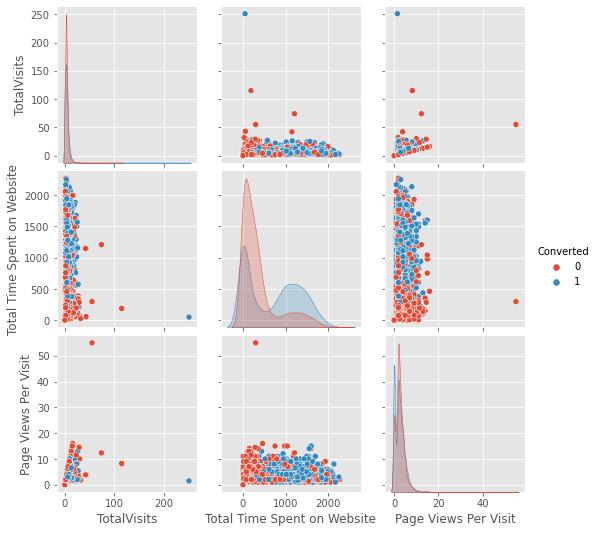 250
200
150
100
50
0
TotalVisits
2000
1500
1000
500
0
Total Time Spent on Website
Converted
0
1
50
40
30
20
10
0
Page Views Per Visit
0 100 200
0 1000 2000
0 20 40
TotalVisits
Total Time Spent on Website
Page Views Per Visit